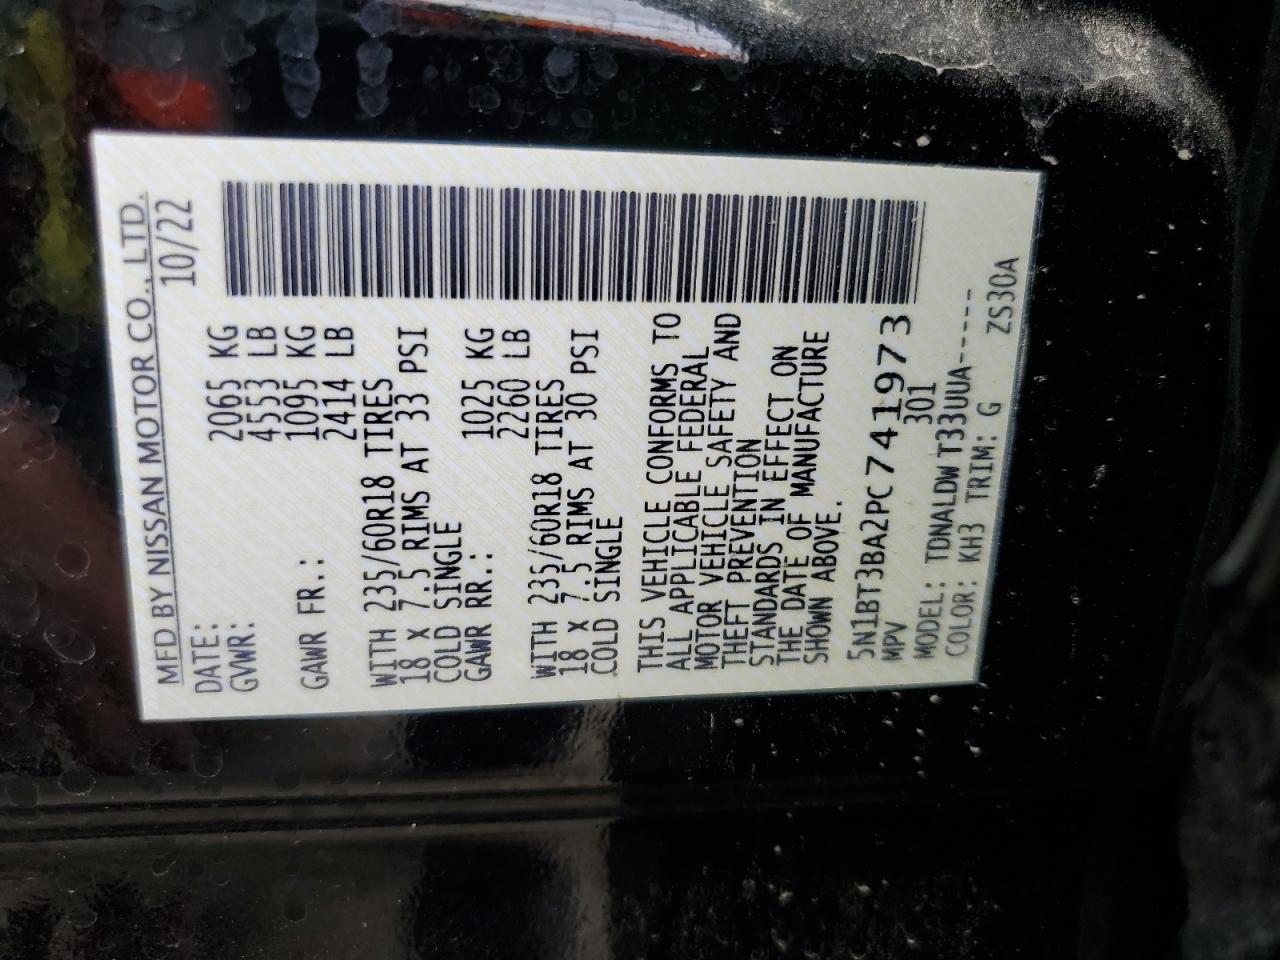 MFD BY NISSAN MOTOR CO., LTD.
DATE: 10/22
GVWR: 2065 KG
4553 LB
GAWR FR.: 1095 KG
2414 LB
WITH 235/60R18 TIRES
18 x 7.5 RIMS AT 33 PSI
COLD SINGLE
GAWR RR.: 1025 KG
2260 LB
WITH 235/60R18 TIRES
18 x 7.5 RIMS AT 30 PSI
COLD SINGLE
THIS VEHICLE CONFORMS TO
ALL APPLICABLE FEDERAL
MOTOR VEHICLE SAFETY AND
THEFT PREVENTION
STANDARDS IN EFFECT ON
THE DATE OF MANUFACTURE
SHOWN ABOVE.
5N1BT3BA2PC741973
MPV 301
MODEL: TDNALDWT33UUA-----
COLOR: KH3 TRIM: G ZS30A